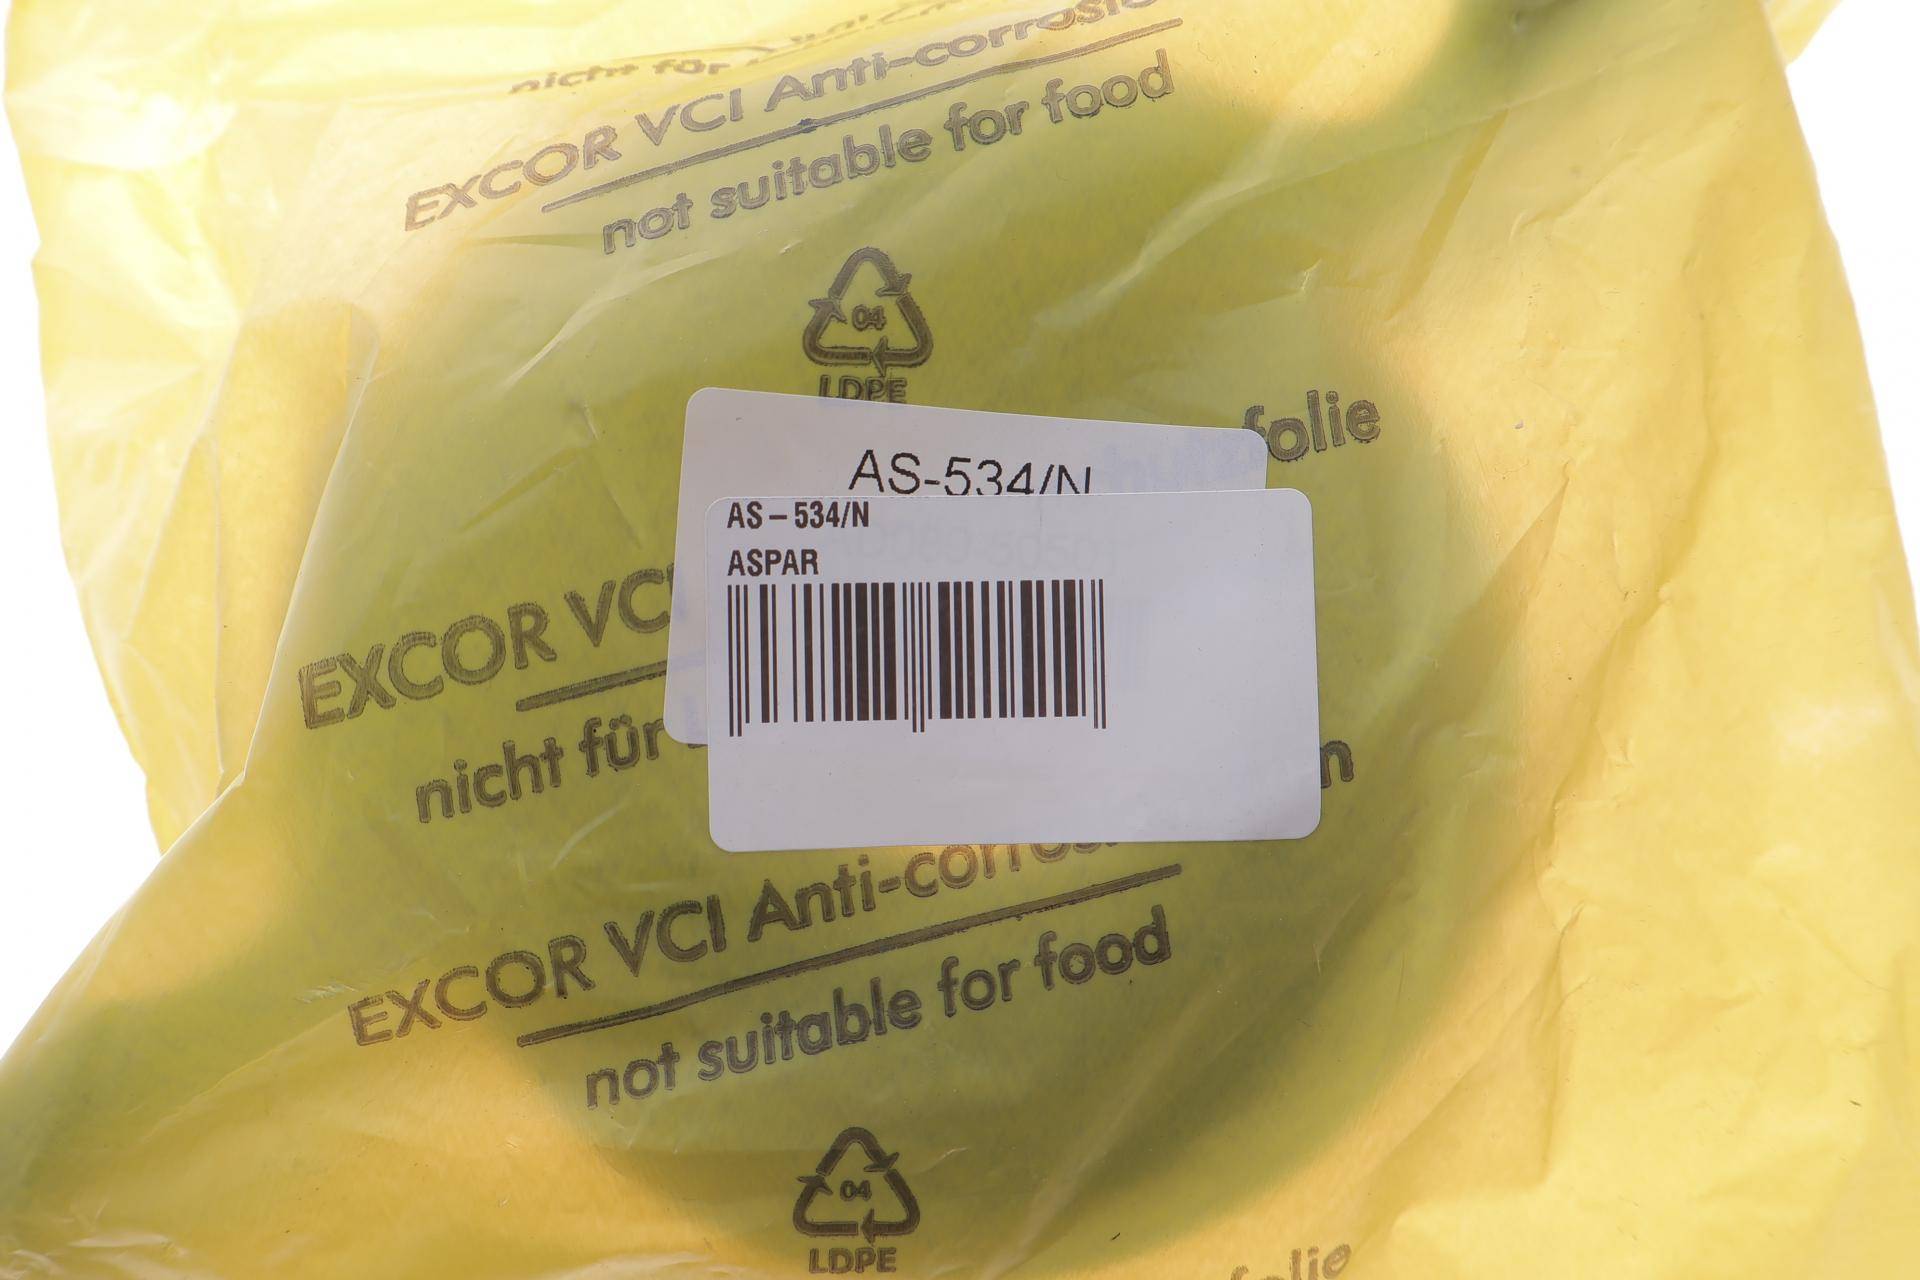 nicht für
EXCOR VCI Anti-corrosio
not suitable for food
04
LDPE
folie
AS-534/N
AS – 534/N
ASPAR
EXCOR VCI
nicht für
n
EXCOR VCI Anti-corros
not suitable for food
04
LDPE
folie